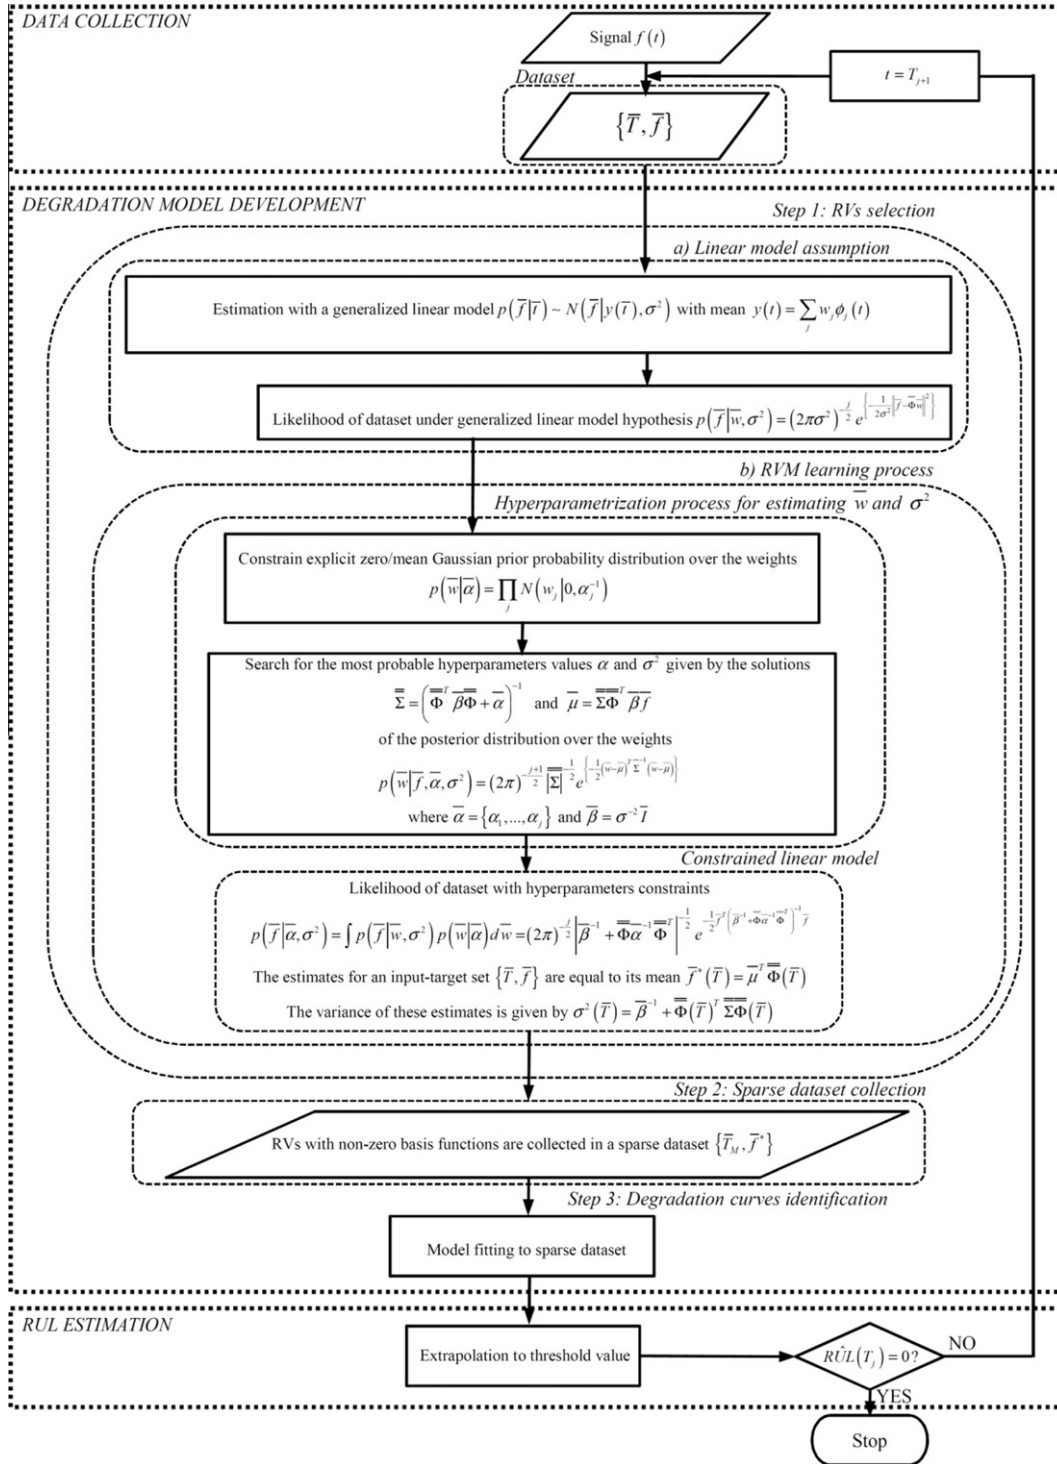 DATA COLLECTION
Signal f(t)
t = T_{j+1}
Dataset
{T̅, f̅}
DEGRADATION MODEL DEVELOPMENT
Step 1: RVs selection
a) Linear model assumption
Estimation with a generalized linear model p(f̅|t̅) ~ N(f̅|y(t̅), σ²) with mean y(t) = ∑_j w_j ϕ_j(t)
Likelihood of dataset under generalized linear model hypothesis p(f̅|w̅, σ²) = (2πσ²)^{-j/2} e^{{-1/(2σ²) ||f̅ - Φ̿w̅||²}}
b) RVM learning process
Hyperparametrization process for estimating w̅ and σ²
Constrain explicit zero/mean Gaussian prior probability distribution over the weights
p(w̅|α̅) = ∏_j N(w_j|0, α_j^{-1})
Search for the most probable hyperparameters values α and σ² given by the solutions
Σ̿ = (Φ̿^T β̅Φ̿ + α̅)^{-1} and μ̅ = Σ̿Φ̿^T β̅f̅
of the posterior distribution over the weights
p(w̅|f̅, α̅, σ²) = (2π)^{-(j+1)/2} |Σ̿|^{-1/2} e^{{-1/2 (w̅-μ̅)^T Σ̿^{-1} (w̅-μ̅)}}
where α̅ = {α_1,...,α_j} and β̅ = σ^{-2} I̅
Constrained linear model
Likelihood of dataset with hyperparameters constraints
p(f̅|α̅, σ²) = ∫ p(f̅|w̅, σ²) p(w̅|α̅) dw̅ = (2π)^{-j/2} |β̅^{-1} + Φ̿α̅^{-1}Φ̿^T|^{-1/2} e^{-1/2 f̅^T (β̅^{-1} + Φ̿α̅^{-1}Φ̿^T)^{-1} f̅}
The estimates for an input-target set {T̅, f̅} are equal to its mean f̅*(T̅) = μ̅^T Φ̿(T̅)
The variance of these estimates is given by σ²(T̅) = β̅^{-1} + Φ̿(T̅)^T Σ̿Φ̿(T̅)
Step 2: Sparse dataset collection
RVs with non-zero basis functions are collected in a sparse dataset {T̅_M, f̅*}
Step 3: Degradation curves identification
Model fitting to sparse dataset
RUL ESTIMATION
Extrapolation to threshold value
RÛL(T_j) = 0?
NO
YES
Stop